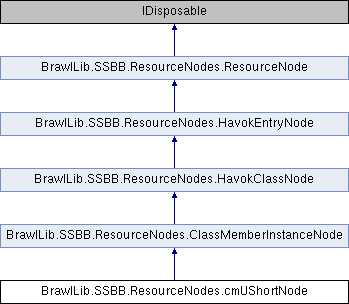 IDisposable
BrawlLib.SSBB.ResourceNodes.ResourceNode
BrawlLib.SSBB.ResourceNodes.HavokEntryNode
BrawlLib.SSBB.ResourceNodes.HavokClassNode
BrawlLib.SSBB.ResourceNodes.ClassMemberInstanceNode
BrawlLib.SSBB.ResourceNodes.cmUShortNode